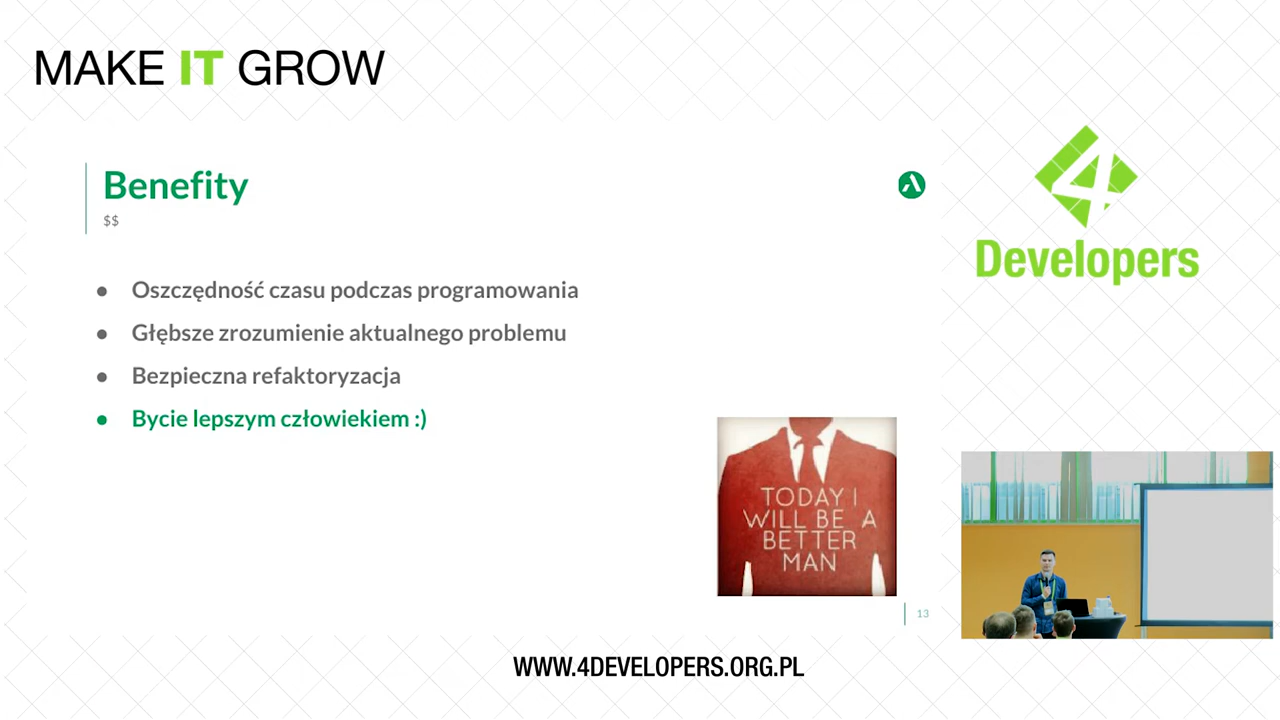 MAKE IT GROW
Benefity
$$
Oszczędność czasu podczas programowania
Głębsze zrozumienie aktualnego problemu
Bezpieczna refaktoryzacja
Bycie lepszym człowiekiem :)
TODAY I
WILL BE A
BETTER
MAN
13
4
Developers
WWW.4DEVELOPERS.ORG.PL